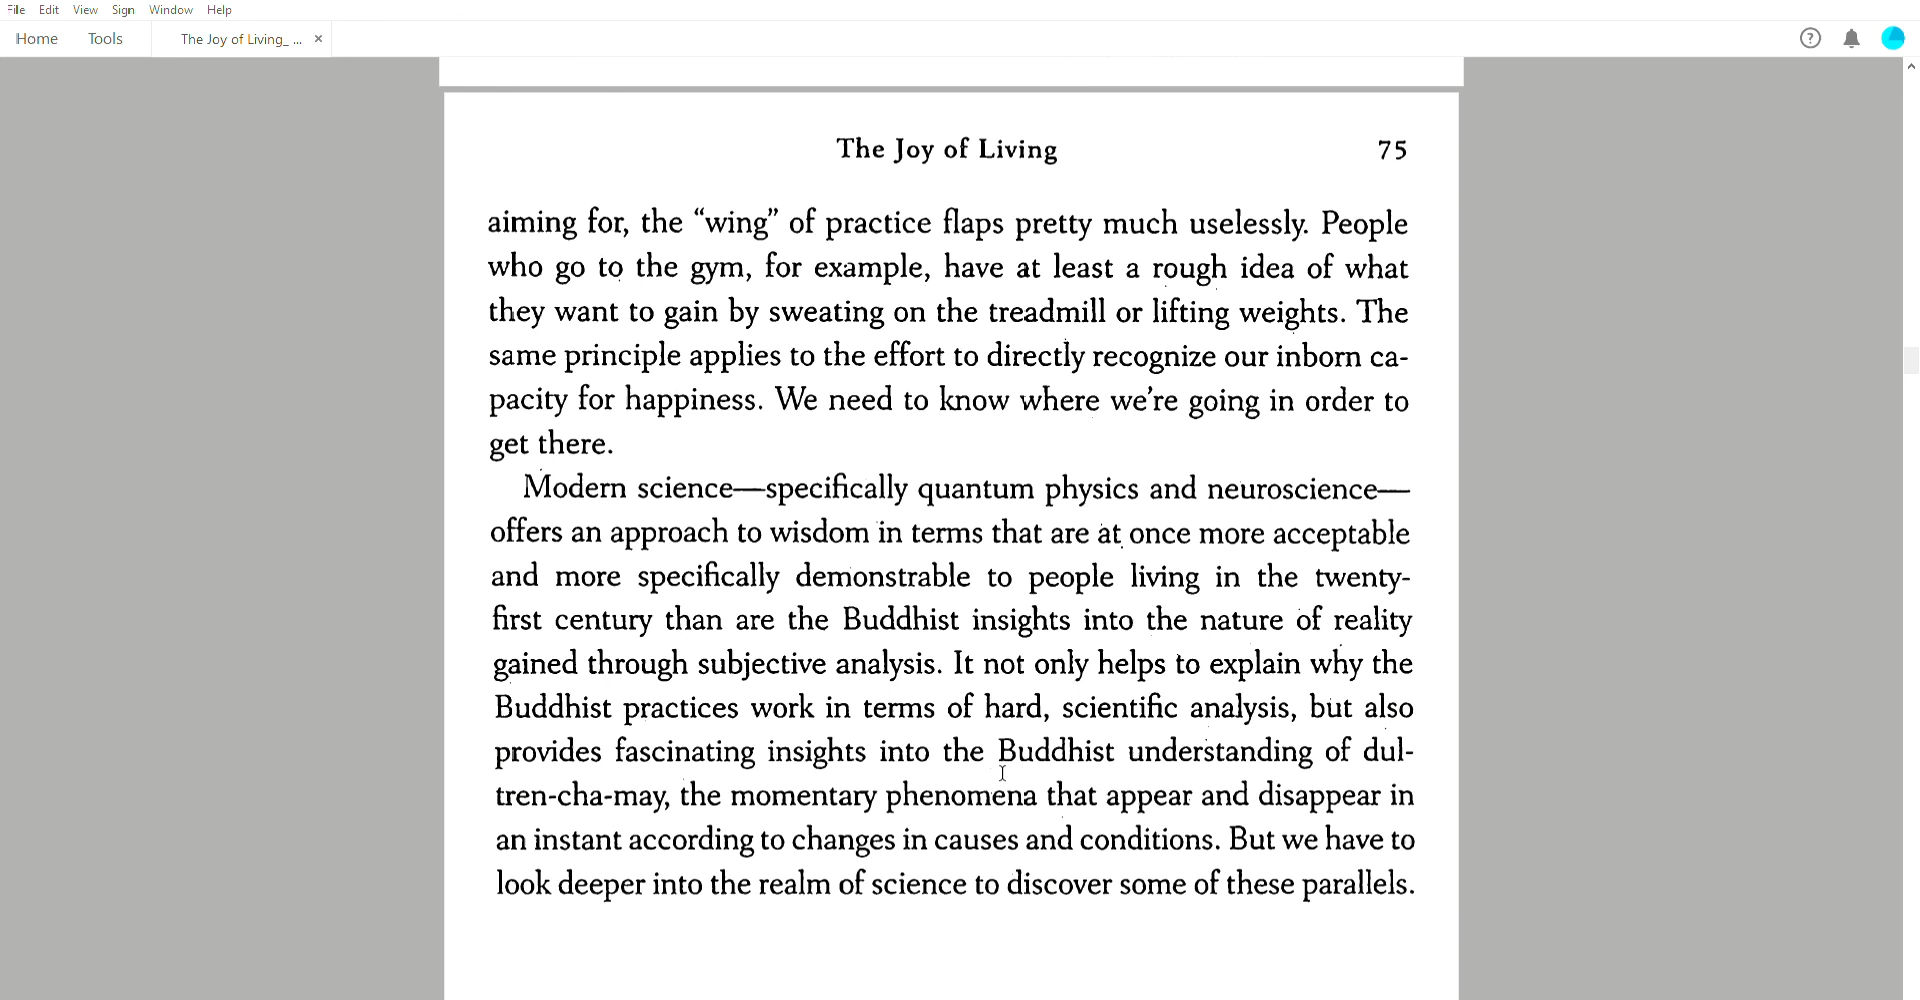 File Edit View Sign Window Help
Home Tools The Joy of Living_ ...
The Joy of Living 75
aiming for, the “wing” of practice flaps pretty much uselessly. People
who go to the gym, for example, have at least a rough idea of what
they want to gain by sweating on the treadmill or lifting weights. The
same principle applies to the effort to directly recognize our inborn ca-
pacity for happiness. We need to know where we’re going in order to
get there.
Modern science—specifically quantum physics and neuroscience—
offers an approach to wisdom in terms that are at once more acceptable
and more specifically demonstrable to people living in the twenty-
first century than are the Buddhist insights into the nature of reality
gained through subjective analysis. It not only helps to explain why the
Buddhist practices work in terms of hard, scientific analysis, but also
provides fascinating insights into the Buddhist understanding of dul-
tren-cha-may, the momentary phenomena that appear and disappear in
an instant according to changes in causes and conditions. But we have to
look deeper into the realm of science to discover some of these parallels.